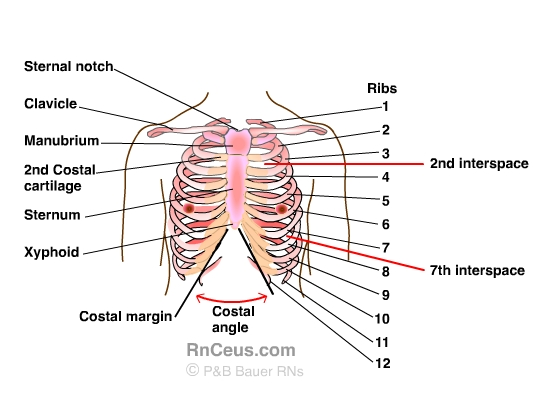 Sternal notch
Clavicle
Manubrium
2nd Costal
cartilage
Sternum
Xyphoid
Costal margin
Costal
angle
Ribs
1
2
3
2nd interspace
4
5
6
7
8
7th interspace
9
10
11
12
RnCeus.com
© P&B Bauer RNs